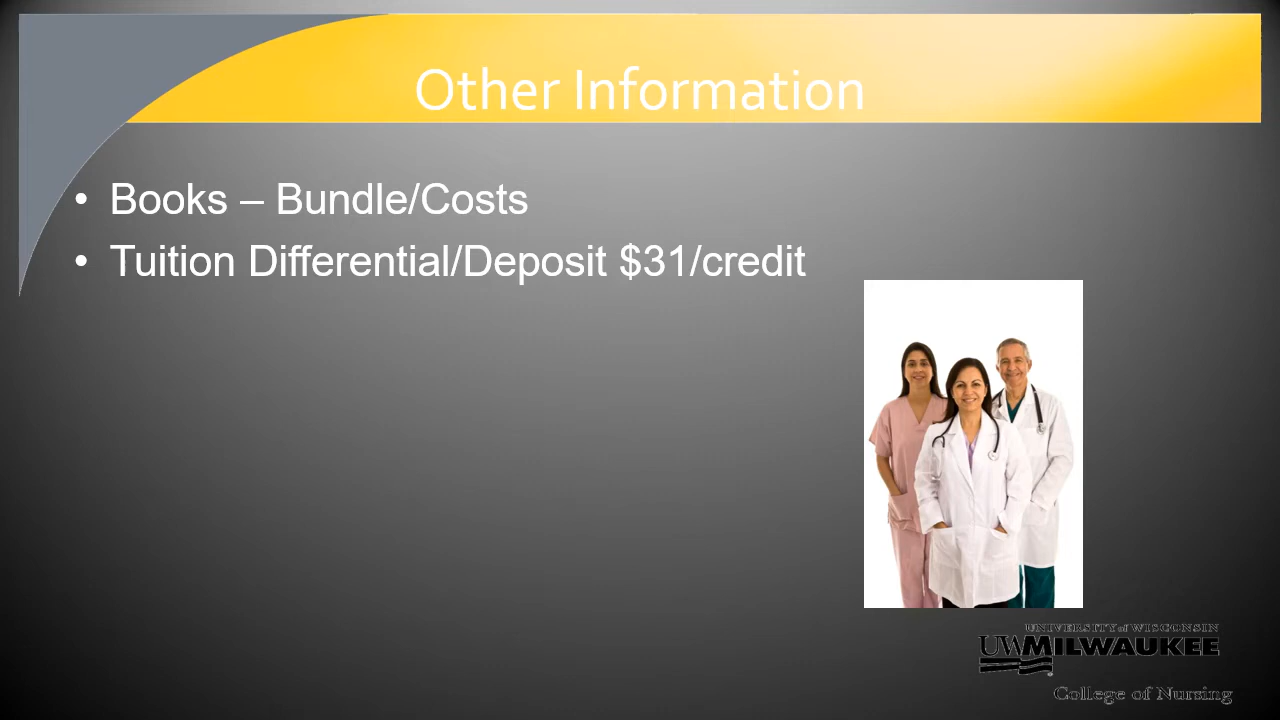 Other Information
• Books – Bundle/Costs
• Tuition Differential/Deposit $31/credit
UNIVERSITY of WISCONSIN
UWMILWAUKEE
College of Nursing